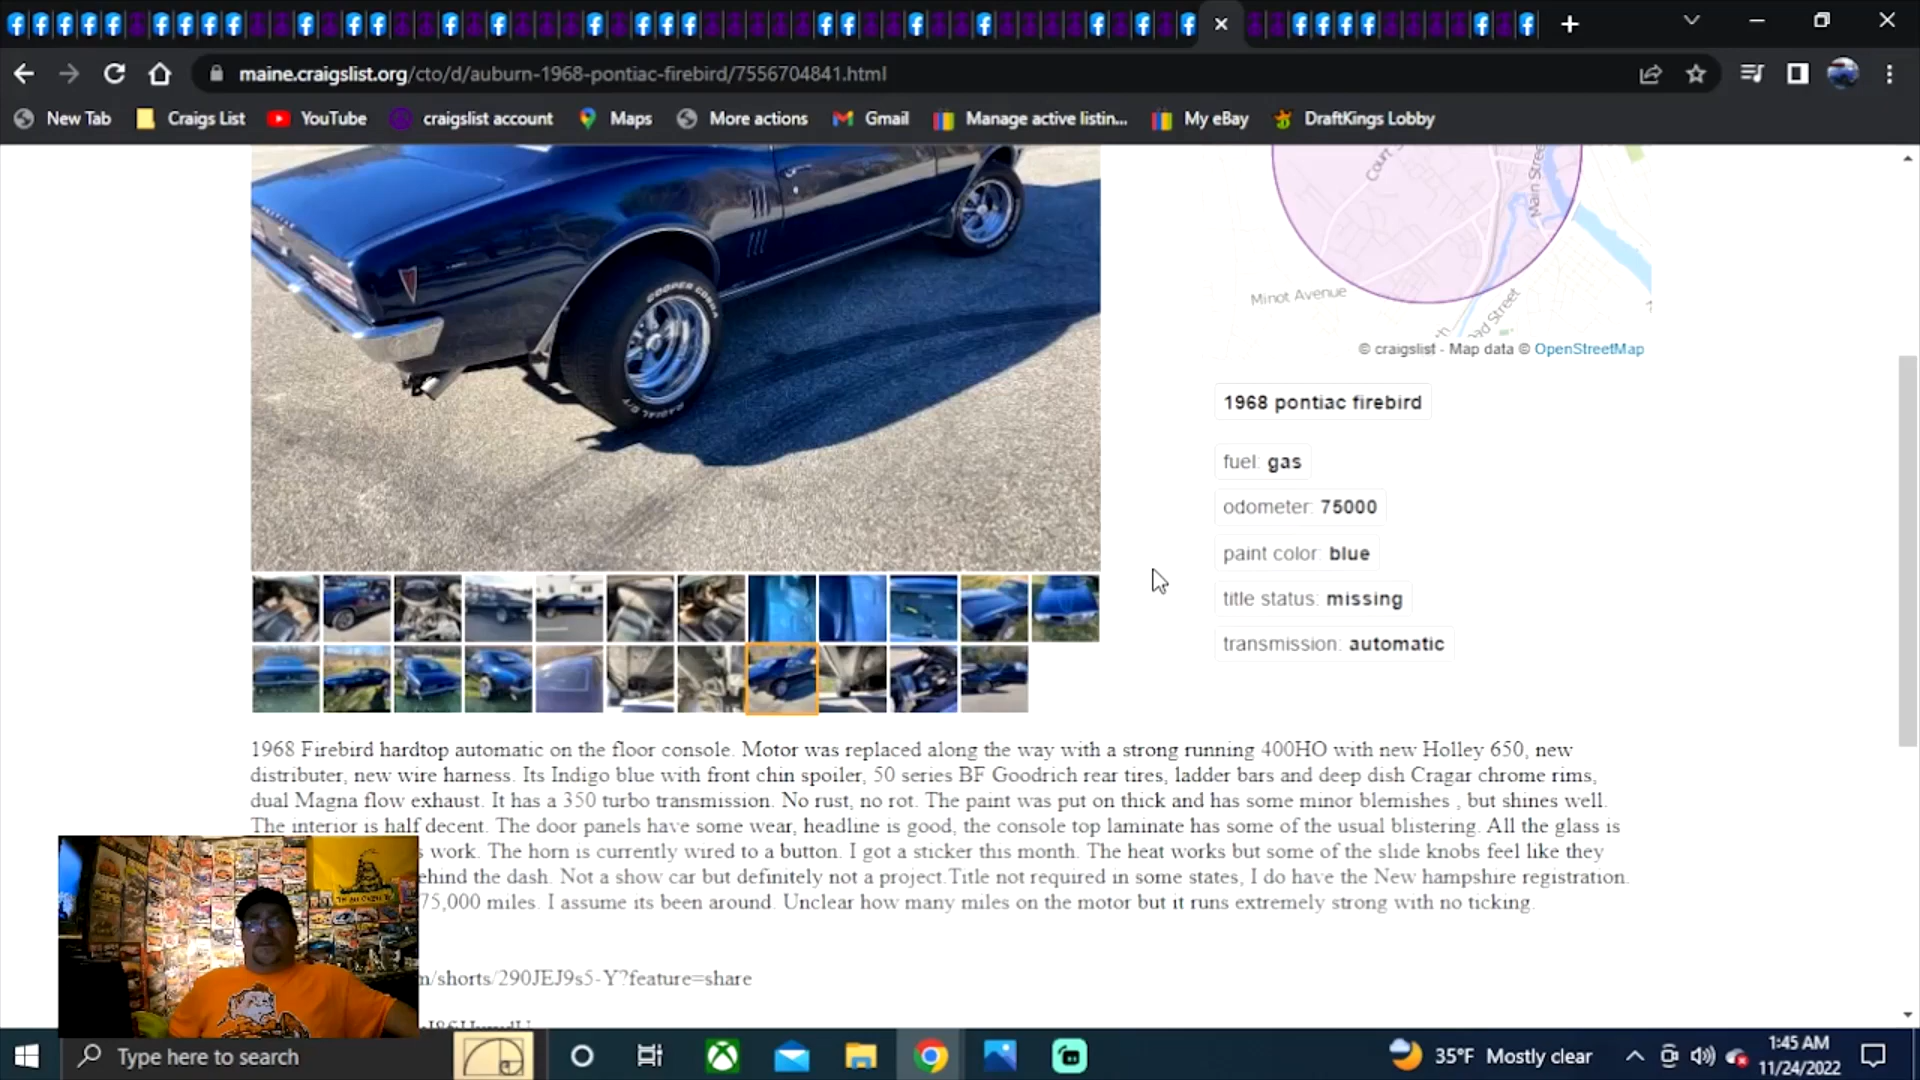 maine.craigslist.org/cto/d/auburn-1968-pontiac-firebird/7556704841.html
New Tab Craigs List YouTube craigslist account Maps More actions Gmail Manage active listin... My eBay DraftKings Lobby
Court
Main Street
Minot Avenue
© craigslist - Map data © OpenStreetMap
COOPER COBRA
RADIAL G/T
1968 pontiac firebird
fuel: gas
odometer: 75000
paint color: blue
title status: missing
transmission: automatic
1968 Firebird hardtop automatic on the floor console. Motor was replaced along the way with a strong running 400HO with new Holley 650, new
distributer, new wire harness. Its Indigo blue with front chin spoiler, 50 series BF Goodrich rear tires, ladder bars and deep dish Cragar chrome rims,
dual Magna flow exhaust. It has a 350 turbo transmission. No rust, no rot. The paint was put on thick and has some minor blemishes , but shines well.
The interior is half decent. The door panels have some wear, headline is good, the console top laminate has some of the usual blistering. All the glass is
work. The horn is currently wired to a button. I got a sticker this month. The heat works but some of the slide knobs feel like they
ehind the dash. Not a show car but definitely not a project.Title not required in some states, I do have the New hampshire registration.
75,000 miles. I assume its been around. Unclear how many miles on the motor but it runs extremely strong with no ticking.
m/shorts/290JEJ9s5-Y?feature=share
Type here to search
35°F Mostly clear
1:45 AM
11/24/2022